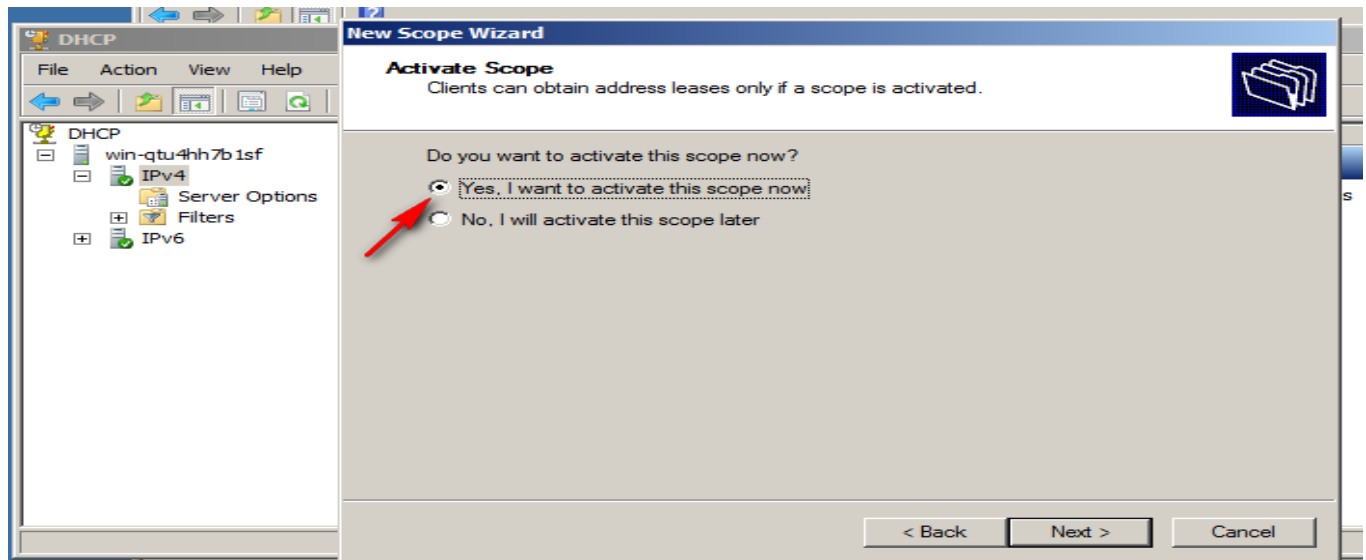 DHCP
File Action View Help
DHCP
win-qtu4hh7b1sf
IPv4
Server Options
Filters
IPv6
New Scope Wizard
Activate Scope
Clients can obtain address leases only if a scope is activated.
Do you want to activate this scope now?
Yes, I want to activate this scope now
No, I will activate this scope later
< Back Next > Cancel
s